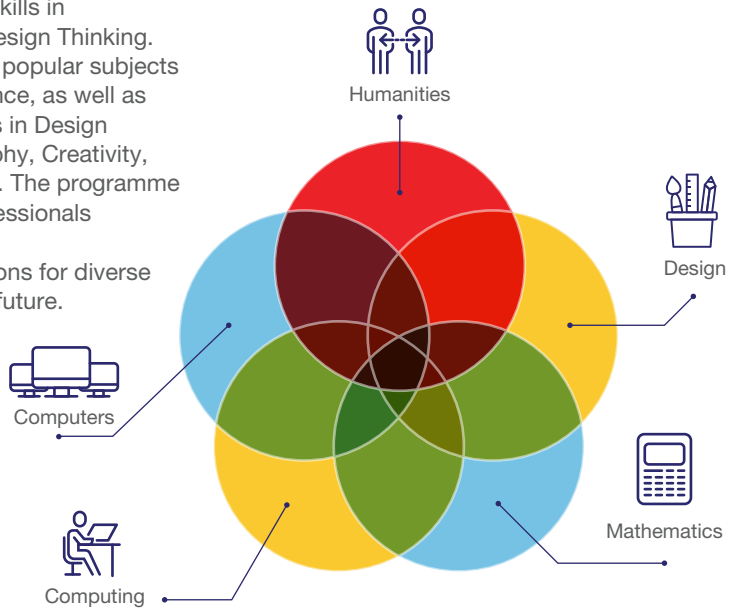 kills in
esign Thinking.
popular subjects
nce, as well as
s in Design
phy, Creativity,
. The programme
essionals
ons for diverse
future.
Humanities
Design
Computers
Mathematics
Computing